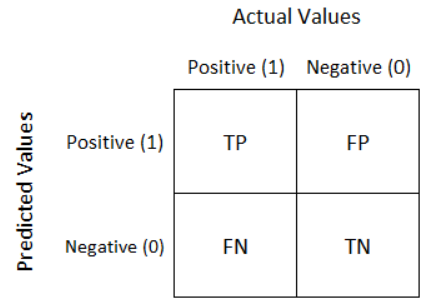 Actual Values
Positive (1) Negative (0)
Predicted Values
Positive (1) TP FP
Negative (0) FN TN